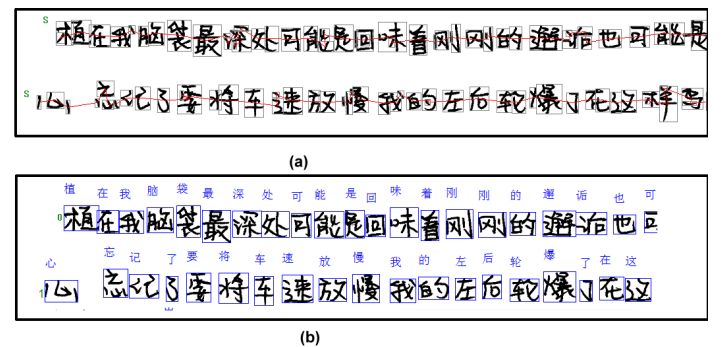 S 植在我脑袋最深处可能是回味着刚刚的邂逅也可能是
S 心忘记了要将车速放慢我的左后轮爆了在这样
(a)
植在我脑袋最深处可能是回味着刚刚的邂诟也可
0 植在我脑袋最深处可能是回味着刚刚的邂逅也
心忘记了要将车速放慢我的左后轮爆了在这
1 心忘记了要将车速放慢我的左后轮爆了在这
(b)